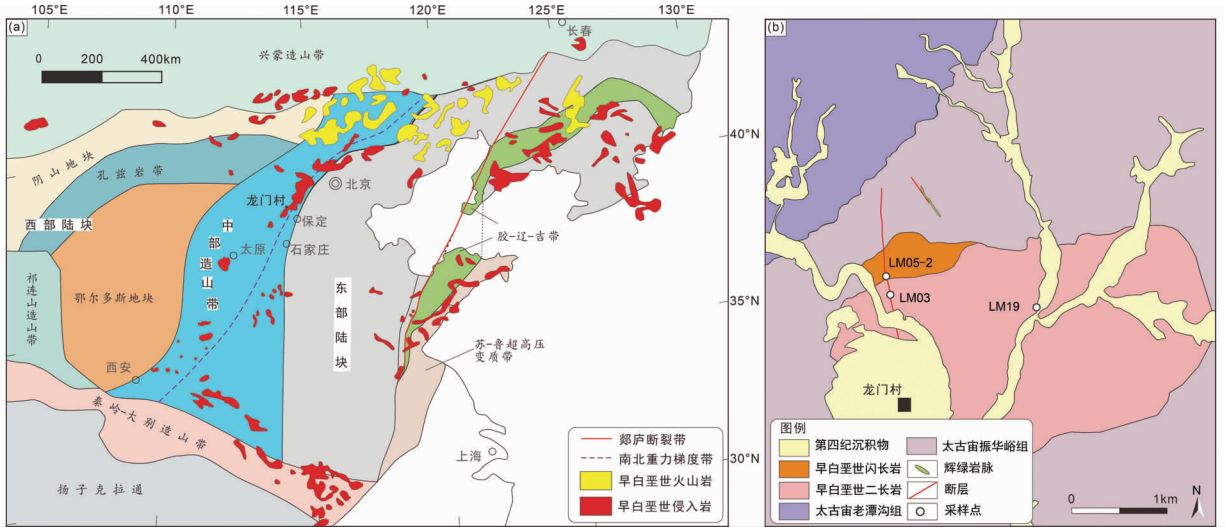 105°E
110°E
115°E
120°E
125°E
130°E
(a)
长春
0
200
400km
兴蒙造山带
40°N
阴山地块
孔兹岩带
北京
龙门村
西部陆块
保定
中部造山带
太原
石家庄
胶-辽-吉带
祁连山造山带
鄂尔多斯地块
东部陆块
35°N
苏-鲁超高压
变质带
西安
秦岭-大别造山带
上海
30°N
扬子克拉通
郯庐断裂带
南北重力梯度带
早白垩世火山岩
早白垩世侵入岩
(b)
LM05-2
LM03
LM19
龙门村
图例
第四纪沉积物
太古宙振华峪组
早白垩世闪长岩
辉绿岩脉
早白垩世二长岩
断层
太古宙老潭沟组
采样点
0
1km
N